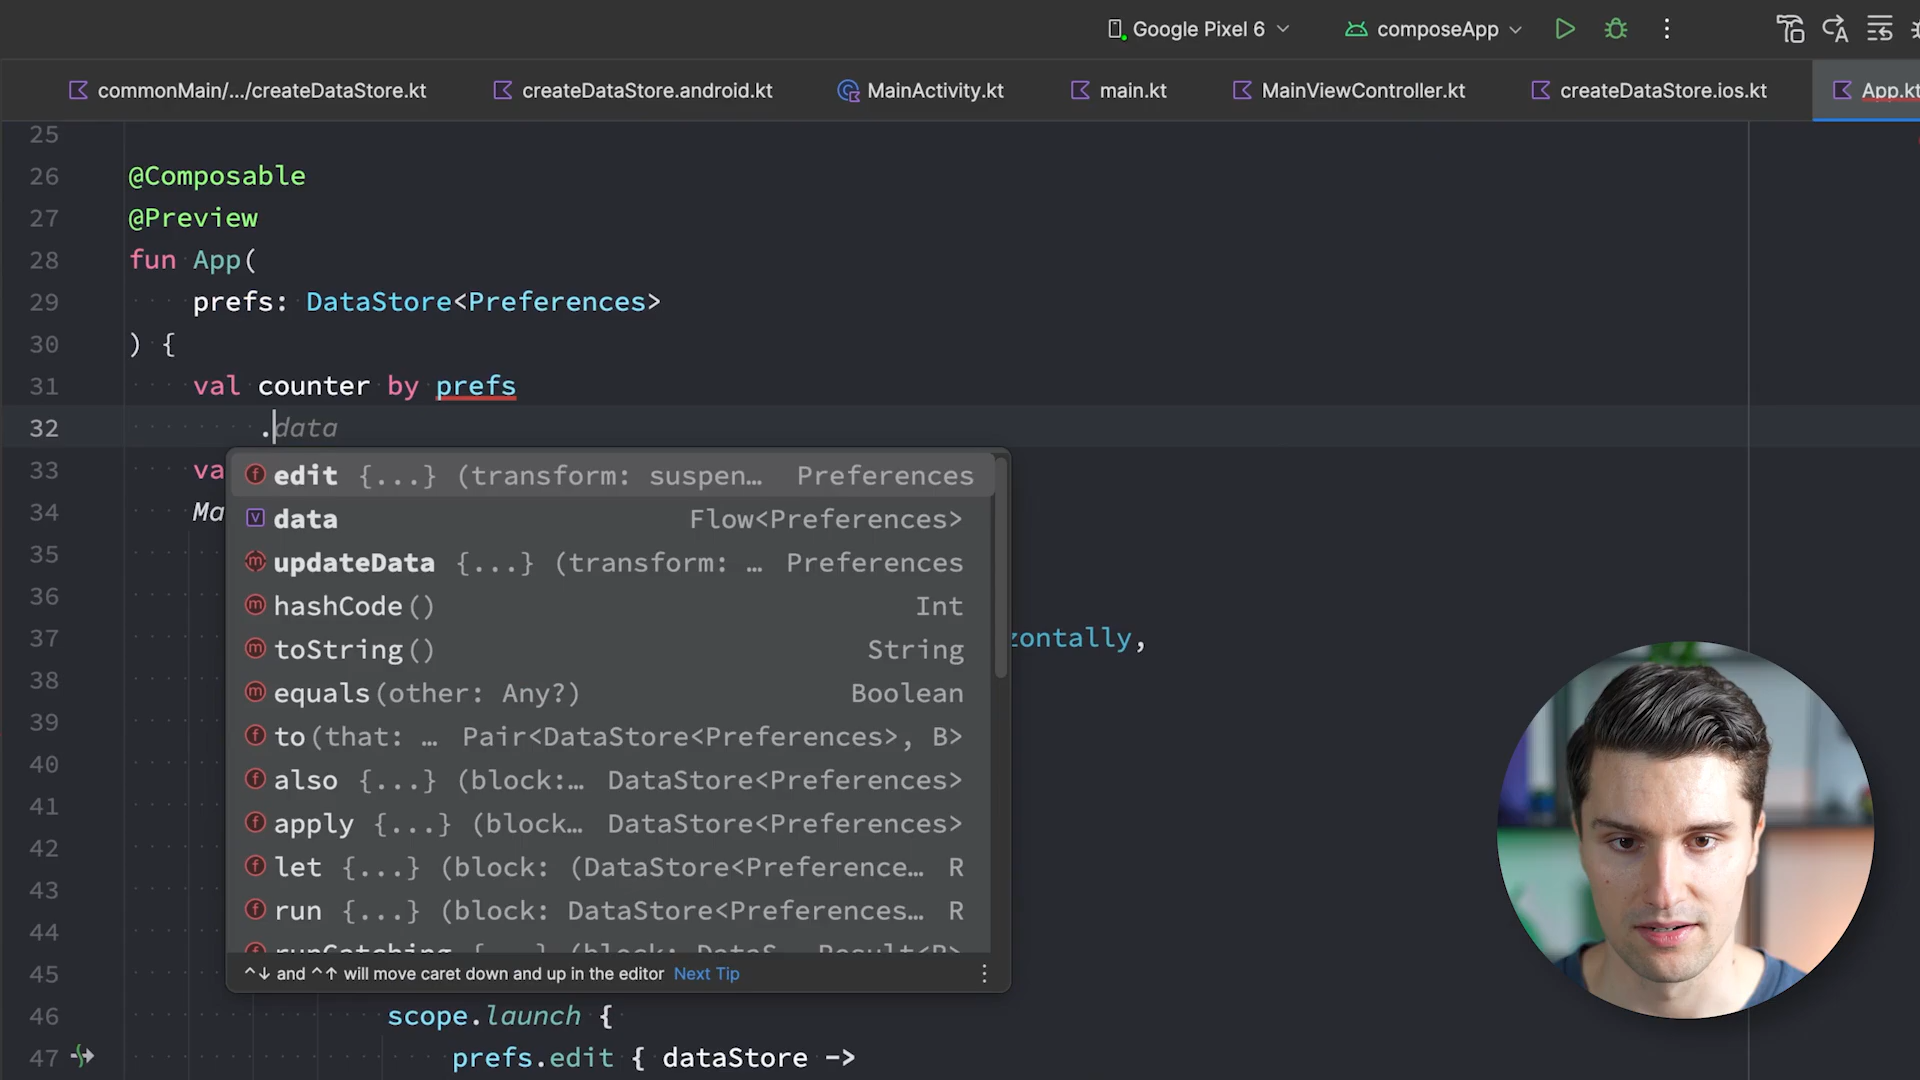 Google Pixel 6 composeApp
commonMain/.../createDataStore.kt createDataStore.android.kt MainActivity.kt main.kt MainViewController.kt createDataStore.ios.kt App.kt
25
26 @Composable
27 @Preview
28 fun App(
29 prefs: DataStore<Preferences>
30 ) {
31 val counter by prefs
32 .data
33 va
34 Ma
35
36
37 zontally,
38
39
40
41
42
43
44
45
46 scope.launch {
47 prefs.edit { dataStore ->
edit {...} (transform: suspen… Preferences
data Flow<Preferences>
updateData {...} (transform: … Preferences
hashCode() Int
toString() String
equals(other: Any?) Boolean
to(that: … Pair<DataStore<Preferences>, B>
also {...} (block:… DataStore<Preferences>
apply {...} (block… DataStore<Preferences>
let {...} (block: (DataStore<Preference… R
run {...} (block: DataStore<Preferences… R
runCatching {...} (block: DataS… Result<R>
^↓ and ^↑ will move caret down and up in the editor Next Tip